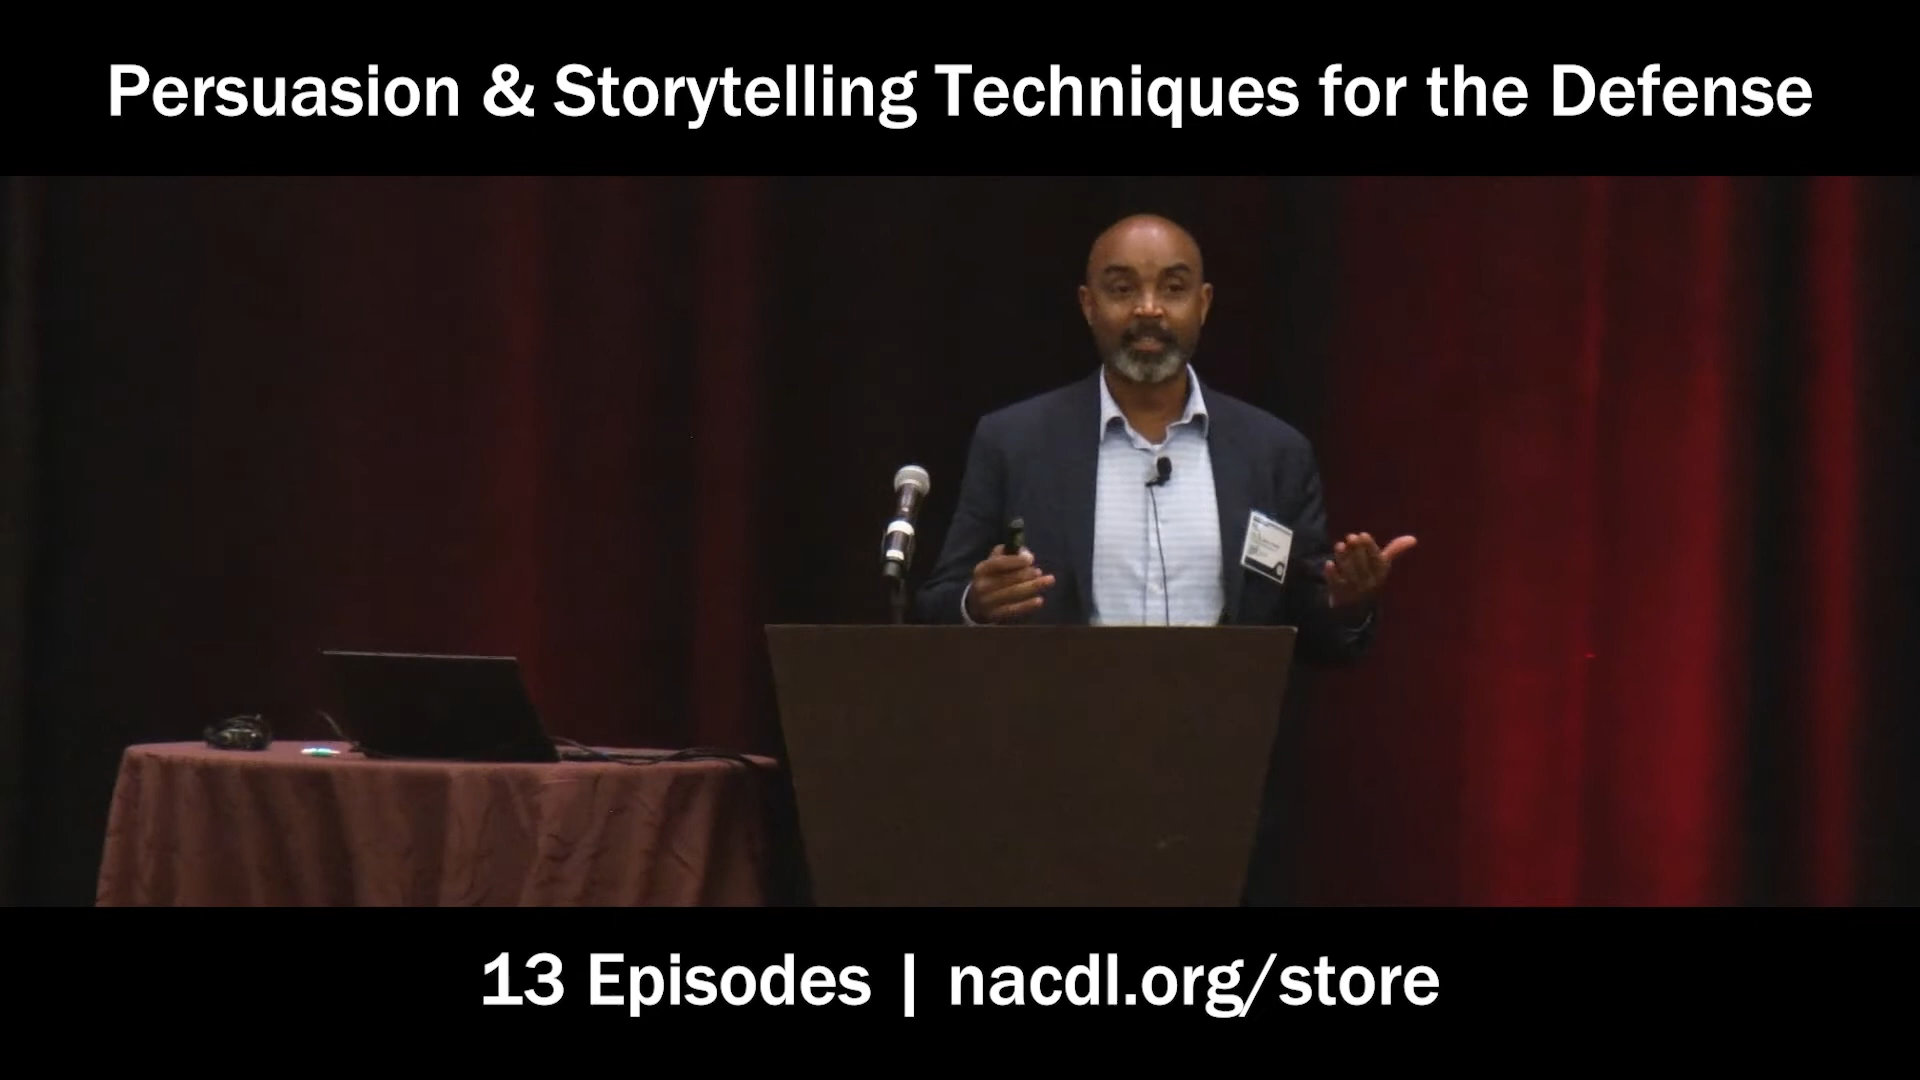 Persuasion & Storytelling Techniques for the Defense
13 Episodes | nacdl.org/store